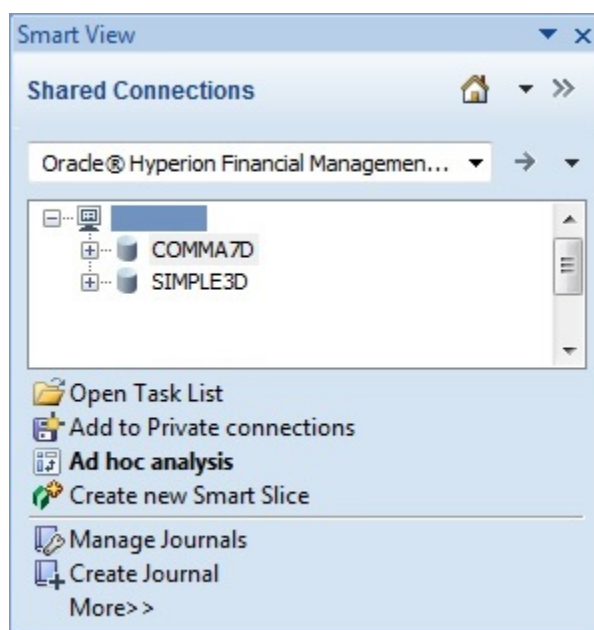 Smart View
Shared Connections
Oracle® Hyperion Financial Managemen...
COMMA7D
SIMPLE3D
Open Task List
Add to Private connections
Ad hoc analysis
Create new Smart Slice
Manage Journals
Create Journal
More>>